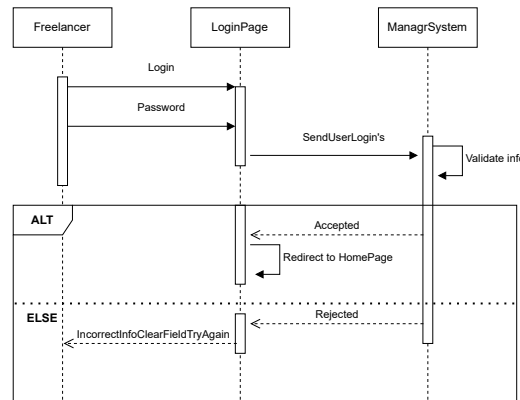 Freelancer
LoginPage
ManagrSystem
Login
Password
SendUserLogin's
Validate info
ALT
Accepted
Redirect to HomePage
ELSE
Rejected
IncorrectInfoClearFieldTryAgain